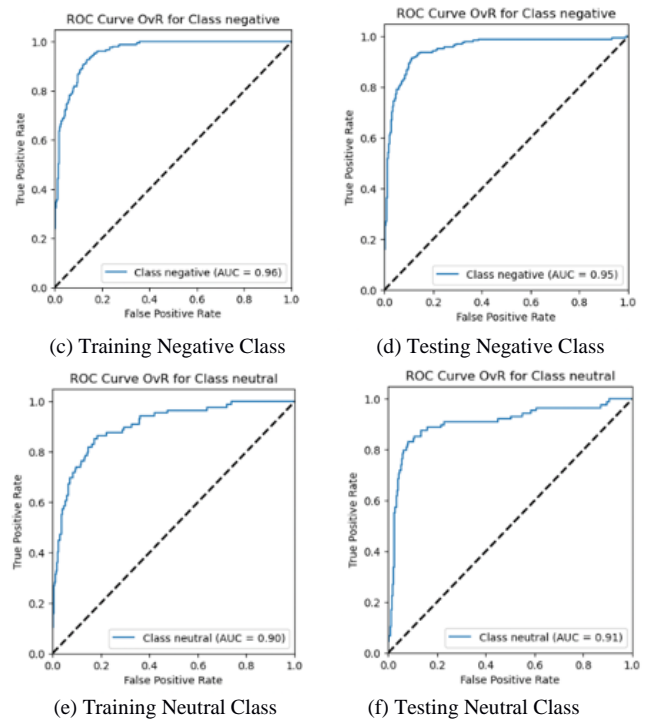 ROC Curve OvR for Class negative
1.0
0.8
0.6
0.4
0.2
0.0
True Positive Rate
Class negative (AUC = 0.96)
0.0 0.2 0.4 0.6 0.8 1.0
False Positive Rate
(c) Training Negative Class
ROC Curve OvR for Class negative
1.0
0.8
0.6
0.4
0.2
0.0
True Positive Rate
Class negative (AUC = 0.95)
0.0 0.2 0.4 0.6 0.8 1.0
False Positive Rate
(d) Testing Negative Class
ROC Curve OvR for Class neutral
1.0
0.8
0.6
0.4
0.2
0.0
True Positive Rate
Class neutral (AUC = 0.90)
0.0 0.2 0.4 0.6 0.8 1.0
False Positive Rate
(e) Training Neutral Class
ROC Curve OvR for Class neutral
1.0
0.8
0.6
0.4
0.2
0.0
True Positive Rate
Class neutral (AUC = 0.91)
0.0 0.2 0.4 0.6 0.8 1.0
False Positive Rate
(f) Testing Neutral Class